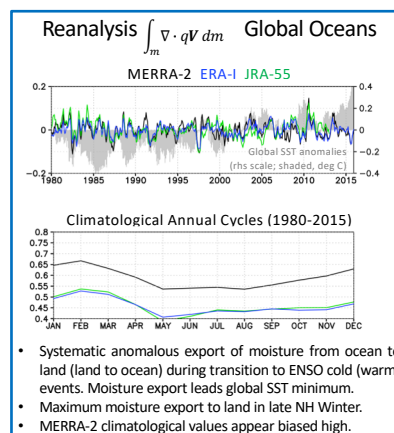 Reanalysis ∫m ∇ · qV dm Global Oceans
MERRA-2 ERA-I JRA-55
0.2
0
−0.2
0.4
0.2
0
−0.2
−0.4
Global SST anomalies
(rhs scale; shaded, deg C)
1980 1985 1990 1995 2000 2005 2010 2015
Climatological Annual Cycles (1980-2015)
0.8
0.75
0.7
0.65
0.6
0.55
0.5
0.45
0.4
JAN FEB MAR APR MAY JUN JUL AUG SEP OCT NOV DEC
• Systematic anomalous export of moisture from ocean to
land (land to ocean) during transition to ENSO cold (warm
events. Moisture export leads global SST minimum.
• Maximum moisture export to land in late NH Winter.
• MERRA-2 climatological values appear biased high.